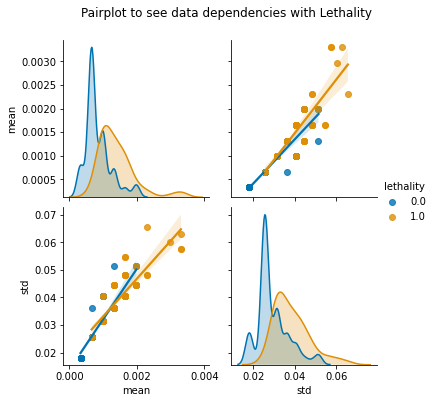 Pairplot to see data dependencies with Lethality
0.0030
0.0025
0.0020
0.0015
0.0010
0.0005
mean
lethality
0.0
1.0
0.07
0.06
0.05
0.04
0.03
0.02
std
0.000 0.002 0.004
mean
0.02 0.04 0.06
std